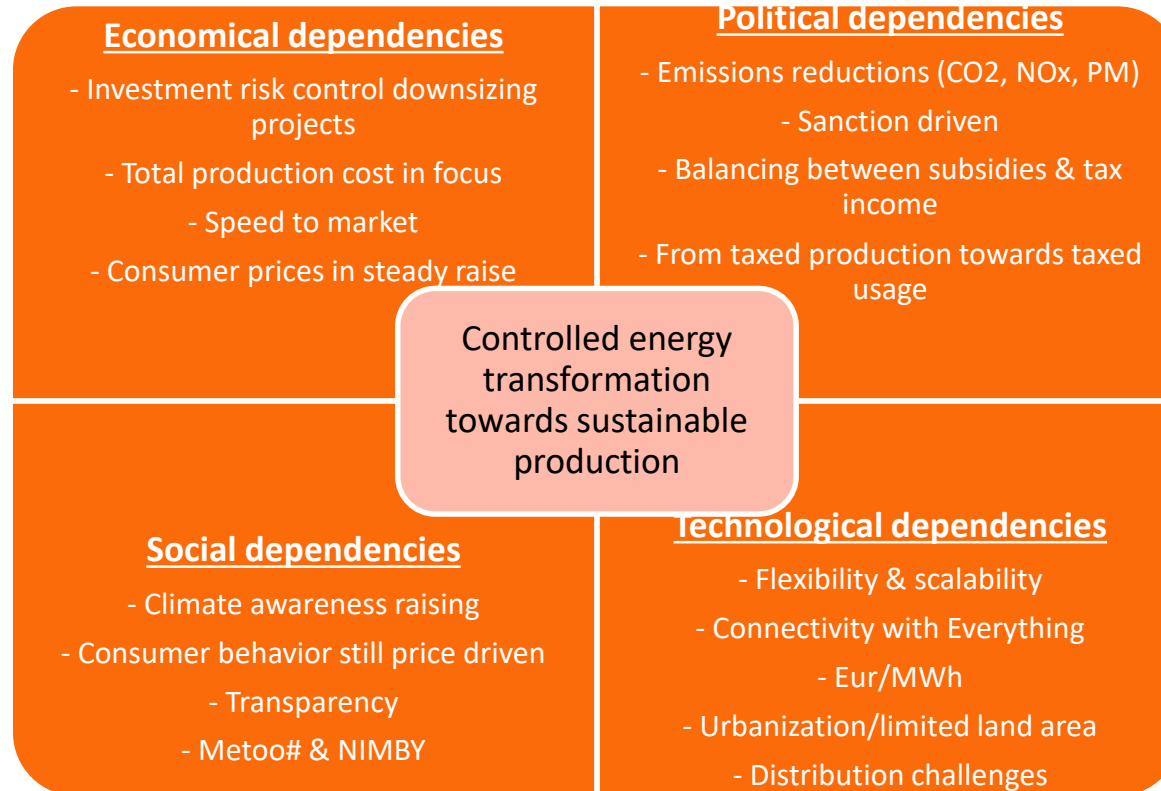 Economical dependencies
- Investment risk control downsizing
projects
- Total production cost in focus
- Speed to market
- Consumer prices in steady raise
Political dependencies
- Emissions reductions (CO2, NOx, PM)
- Sanction driven
- Balancing between subsidies & tax
income
- From taxed production towards taxed
usage
Controlled energy
transformation
towards sustainable
production
Social dependencies
- Climate awareness raising
- Consumer behavior still price driven
- Transparency
- Metoo# & NIMBY
Technological dependencies
- Flexibility & scalability
- Connectivity with Everything
- Eur/MWh
- Urbanization/limited land area
- Distribution challenges